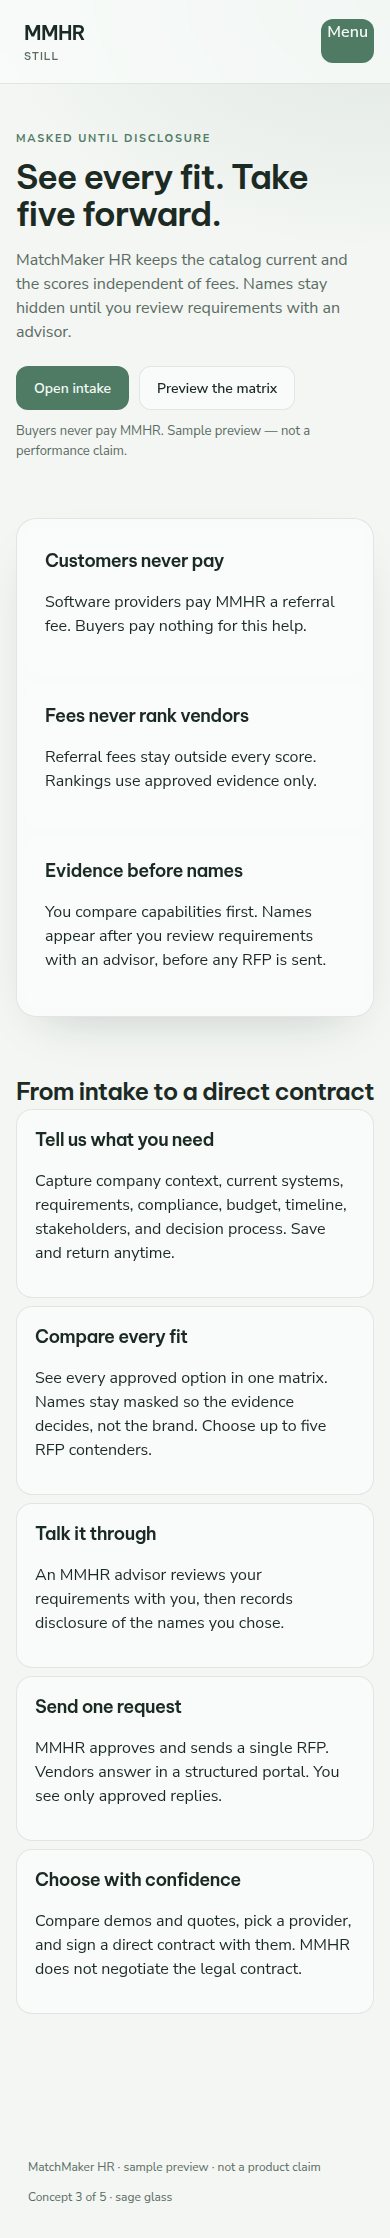 MMHR
STILL
Menu
MASKED UNTIL DISCLOSURE
See every fit. Take
five forward.
MatchMaker HR keeps the catalog current and
the scores independent of fees. Names stay
hidden until you review requirements with an
advisor.
Open intake
Preview the matrix
Buyers never pay MMHR. Sample preview — not a
performance claim.
Customers never pay
Software providers pay MMHR a referral
fee. Buyers pay nothing for this help.
Fees never rank vendors
Referral fees stay outside every score.
Rankings use approved evidence only.
Evidence before names
You compare capabilities first. Names
appear after you review requirements
with an advisor, before any RFP is sent.
From intake to a direct contract
Tell us what you need
Capture company context, current systems,
requirements, compliance, budget, timeline,
stakeholders, and decision process. Save
and return anytime.
Compare every fit
See every approved option in one matrix.
Names stay masked so the evidence
decides, not the brand. Choose up to five
RFP contenders.
Talk it through
An MMHR advisor reviews your
requirements with you, then records
disclosure of the names you chose.
Send one request
MMHR approves and sends a single RFP.
Vendors answer in a structured portal. You
see only approved replies.
Choose with confidence
Compare demos and quotes, pick a provider,
and sign a direct contract with them. MMHR
does not negotiate the legal contract.
MatchMaker HR · sample preview · not a product claim
Concept 3 of 5 · sage glass